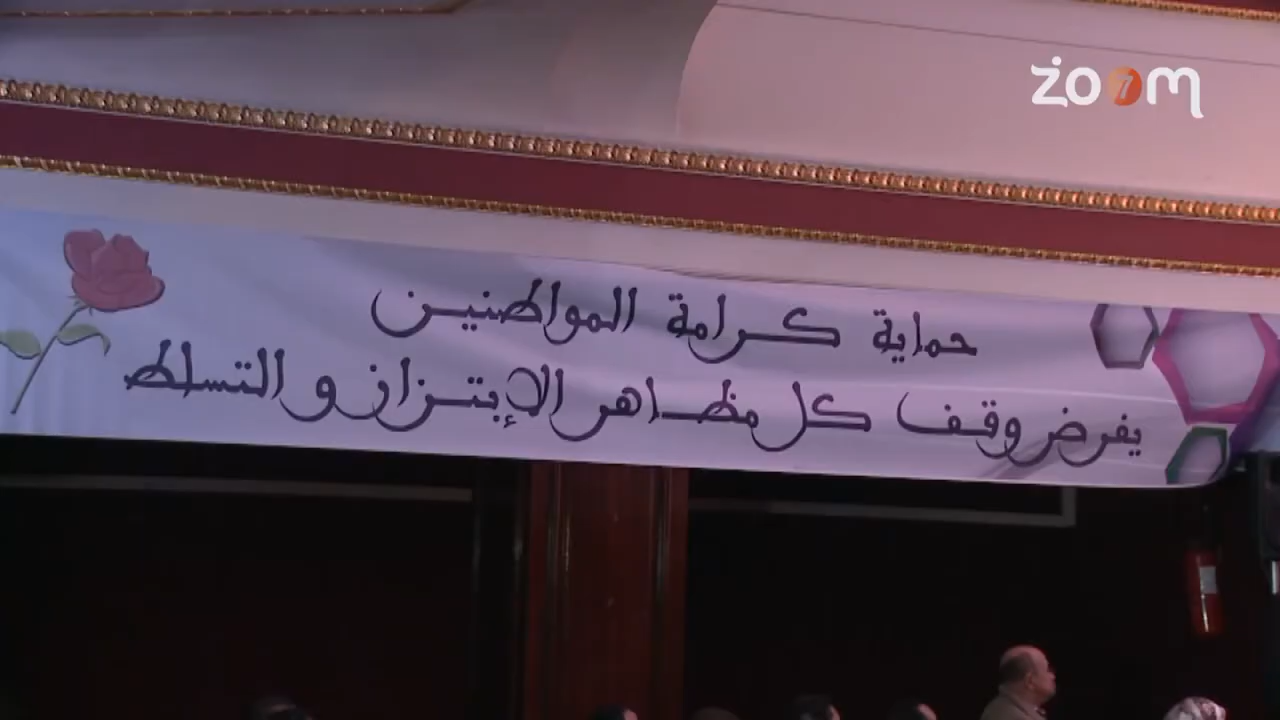 zoom
حماية كرامة المواطنين
يفرض وقف كل مظاهر الإبتزاز و التسلط